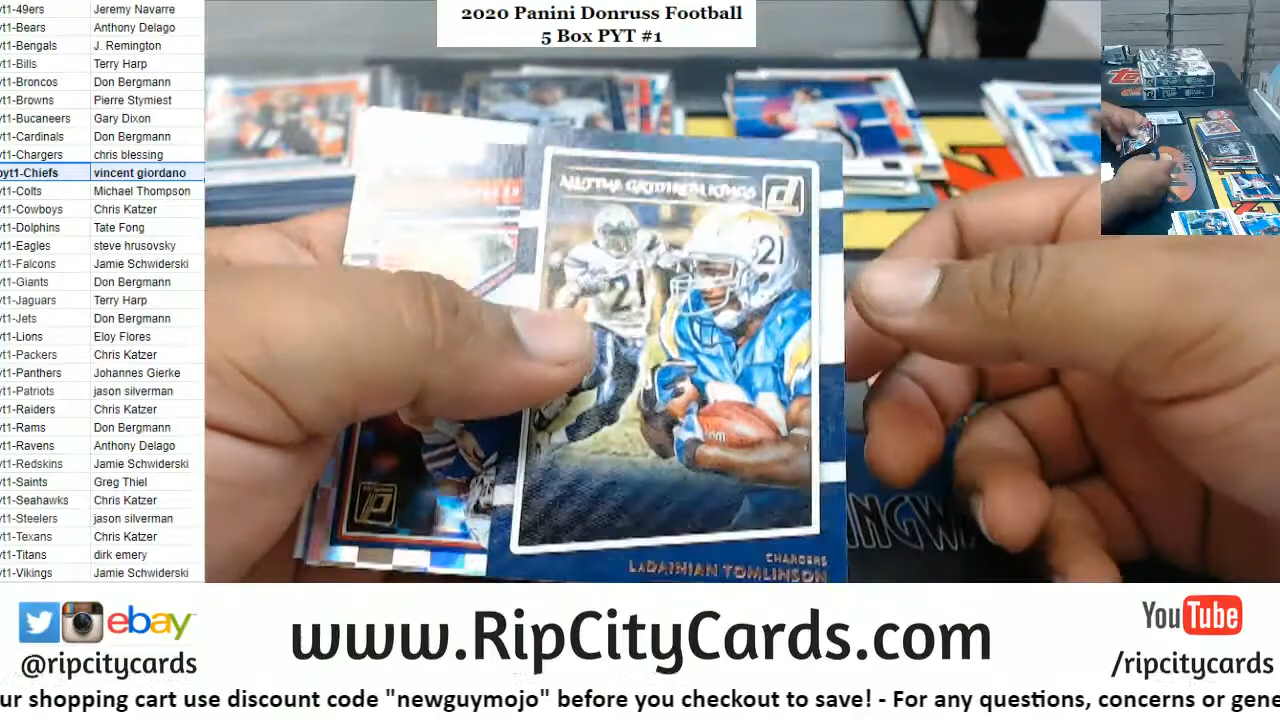 2020 Panini Donruss Football
5 Box PYT #1
yt1-49ers Jeremy Navarre
yt1-Bears Anthony Delago
yt1-Bengals J. Remington
yt1-Bills Terry Harp
yt1-Broncos Don Bergmann
yt1-Browns Pierre Stymiest
yt1-Bucaneers Gary Dixon
yt1-Cardinals Don Bergmann
yt1-Chargers chris blessing
pyt1-Chiefs vincent giordano
yt1-Colts Michael Thompson
yt1-Cowboys Chris Katzer
yt1-Dolphins Tate Fong
yt1-Eagles steve hrusovsky
yt1-Falcons Jamie Schwiderski
yt1-Giants Don Bergmann
yt1-Jaguars Terry Harp
yt1-Jets Don Bergmann
yt1-Lions Eloy Flores
yt1-Packers Chris Katzer
yt1-Panthers Johannes Gierke
yt1-Patriots jason silverman
yt1-Raiders Chris Katzer
yt1-Rams Don Bergmann
yt1-Ravens Anthony Delago
yt1-Redskins Jamie Schwiderski
yt1-Saints Greg Thiel
yt1-Seahawks Chris Katzer
yt1-Steelers jason silverman
yt1-Texans Chris Katzer
yt1-Titans dirk emery
yt1-Vikings Jamie Schwiderski
ALL-TIME GRIDIRON KINGS
21
21
CHARGERS
LaDAINIAN TOMLINSON
ebay
@ripcitycards
www.RipCityCards.com
YouTube
/ripcitycards
ur shopping cart use discount code "newguymojo" before you checkout to save! - For any questions, concerns or gene